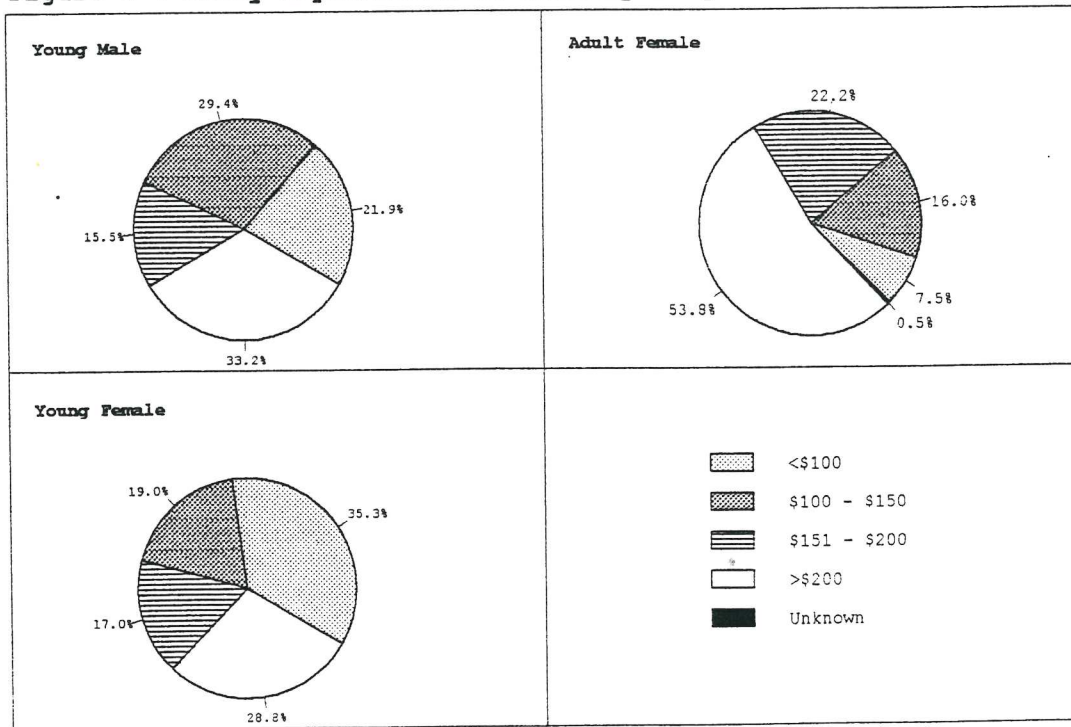 Young Male
29.4%
21.9%
15.5%
33.2%
Adult Female
22.2%
16.0%
53.8%
7.5%
0.5%
Young Female
19.0%
35.3%
17.0%
28.8%
<$100
$100 - $150
$151 - $200
>$200
Unknown